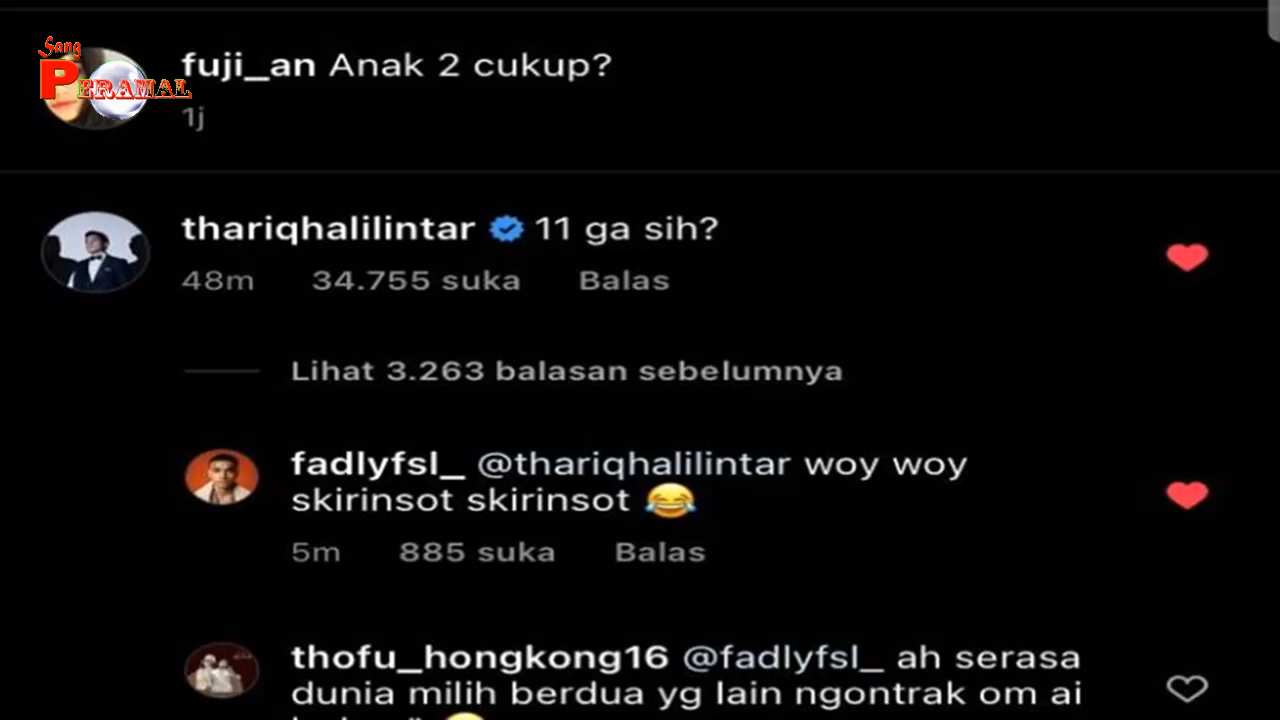 Sang
PERAMAL
fuji_an Anak 2 cukup?
1j
thariqhalilintar 11 ga sih?
48m 34.755 suka Balas
Lihat 3.263 balasan sebelumnya
fadlyfsl_ @thariqhalilintar woy woy
skirinsot skirinsot 😂
5m 885 suka Balas
thofu_hongkong16 @fadlyfsl_ ah serasa
dunia milih berdua yg lain ngontrak om ai